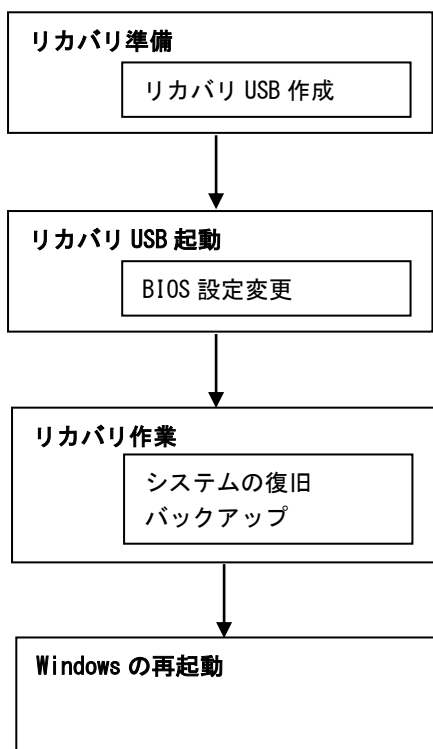 リカバリ準備
リカバリ USB 作成
リカバリ USB 起動
BIOS 設定変更
リカバリ作業
システムの復旧
バックアップ
Windows の再起動